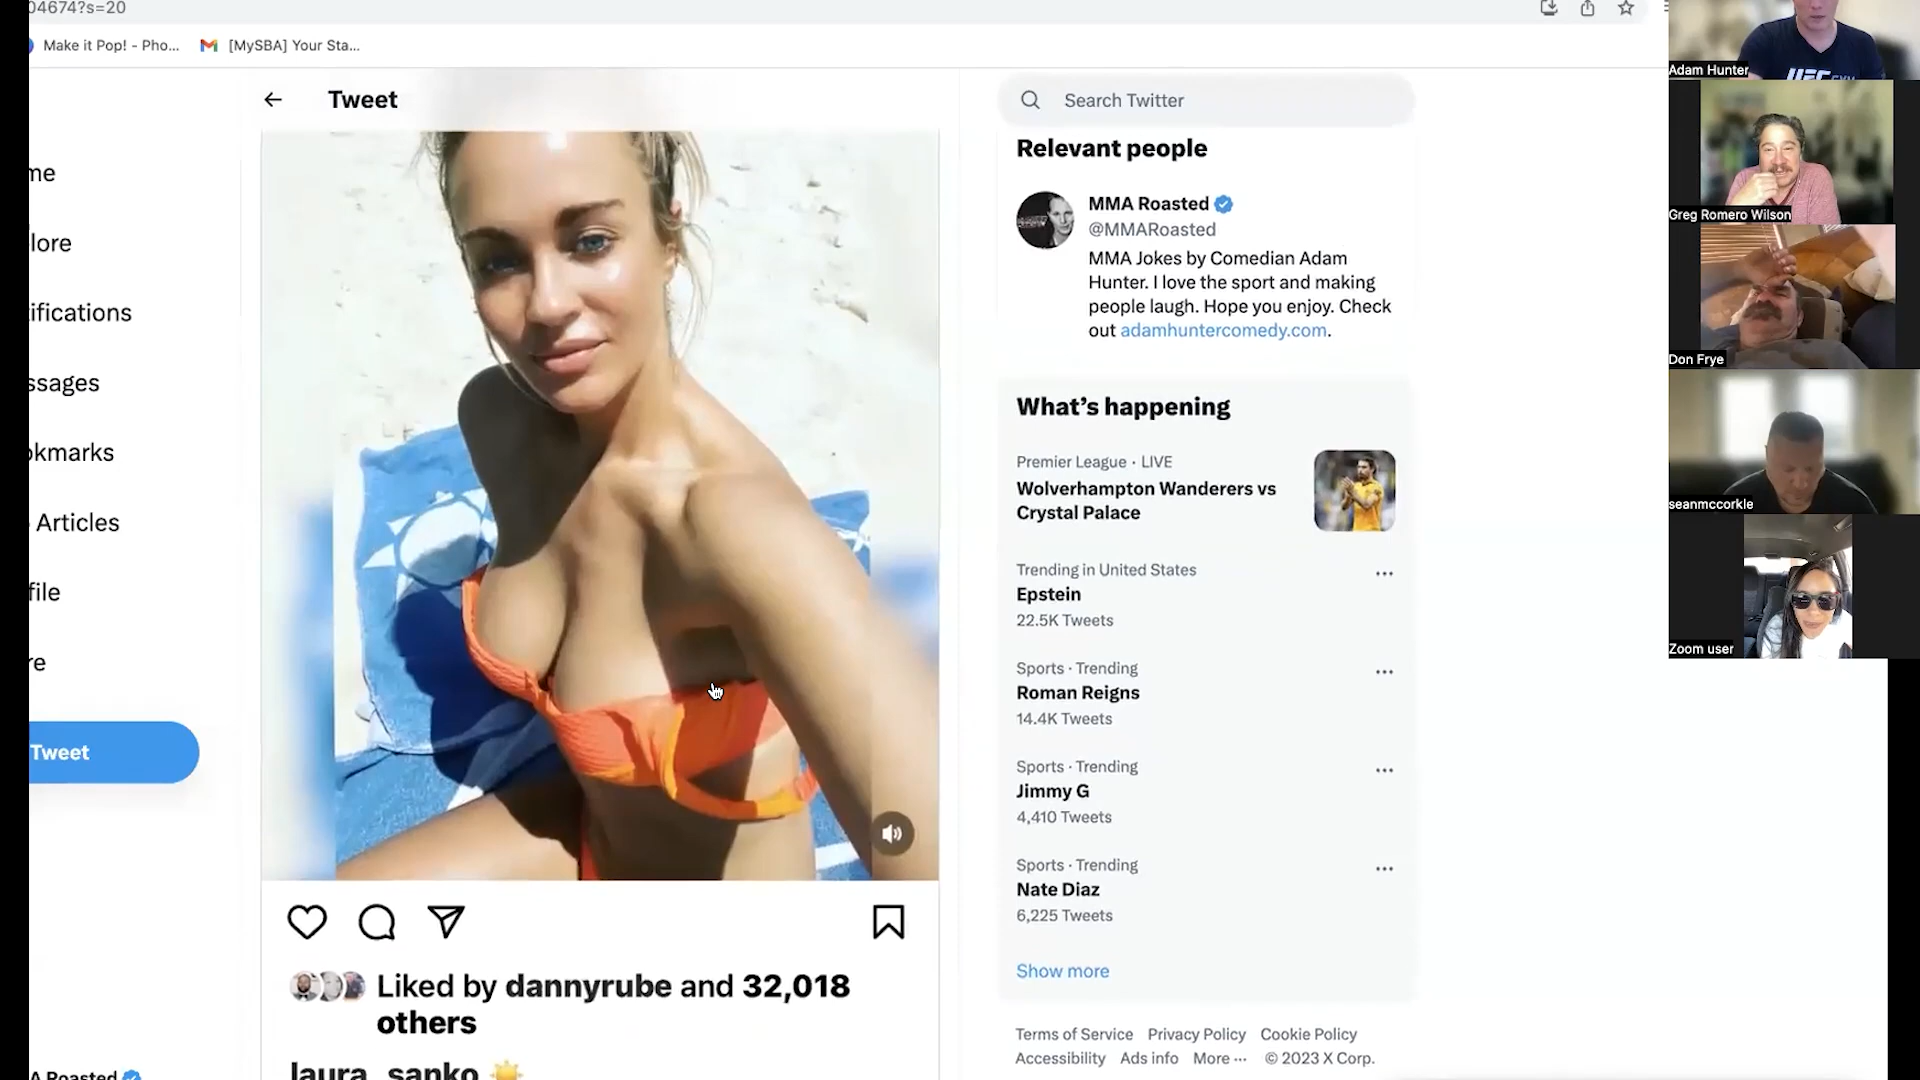 04674?s=20
Make it Pop! - Pho...
[MySBA] Your Sta...
me
lore
ifications
ssages
okmarks
Articles
file
re
Tweet
A Roasted
Tweet
Liked by dannyrube and 32,018
others
laura_sanko
Search Twitter
Relevant people
MMA Roasted
@MMARoasted
MMA Jokes by Comedian Adam
Hunter. I love the sport and making
people laugh. Hope you enjoy. Check
out adamhuntercomedy.com.
What's happening
Premier League · LIVE
Wolverhampton Wanderers vs
Crystal Palace
Trending in United States
Epstein
22.5K Tweets
Sports · Trending
Roman Reigns
14.4K Tweets
Sports · Trending
Jimmy G
4,410 Tweets
Sports · Trending
Nate Diaz
6,225 Tweets
Show more
Terms of Service Privacy Policy Cookie Policy
Accessibility Ads info More ··· © 2023 X Corp.
UFC GYM
Adam Hunter
Greg Romero Wilson
Don Frye
seanmccorkle
Zoom user